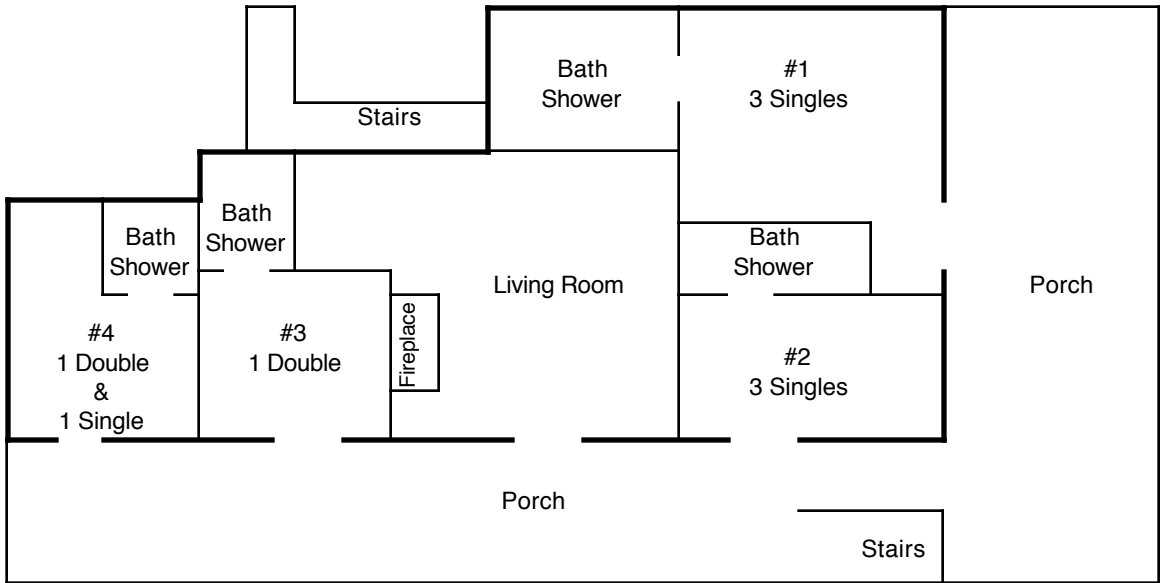 Bath
Shower
#1
3 Singles
Stairs
Bath
Shower
Bath
Shower
Bath
Shower
Living Room
Porch
#4
1 Double
&
1 Single
#3
1 Double
Fireplace
#2
3 Singles
Porch
Stairs